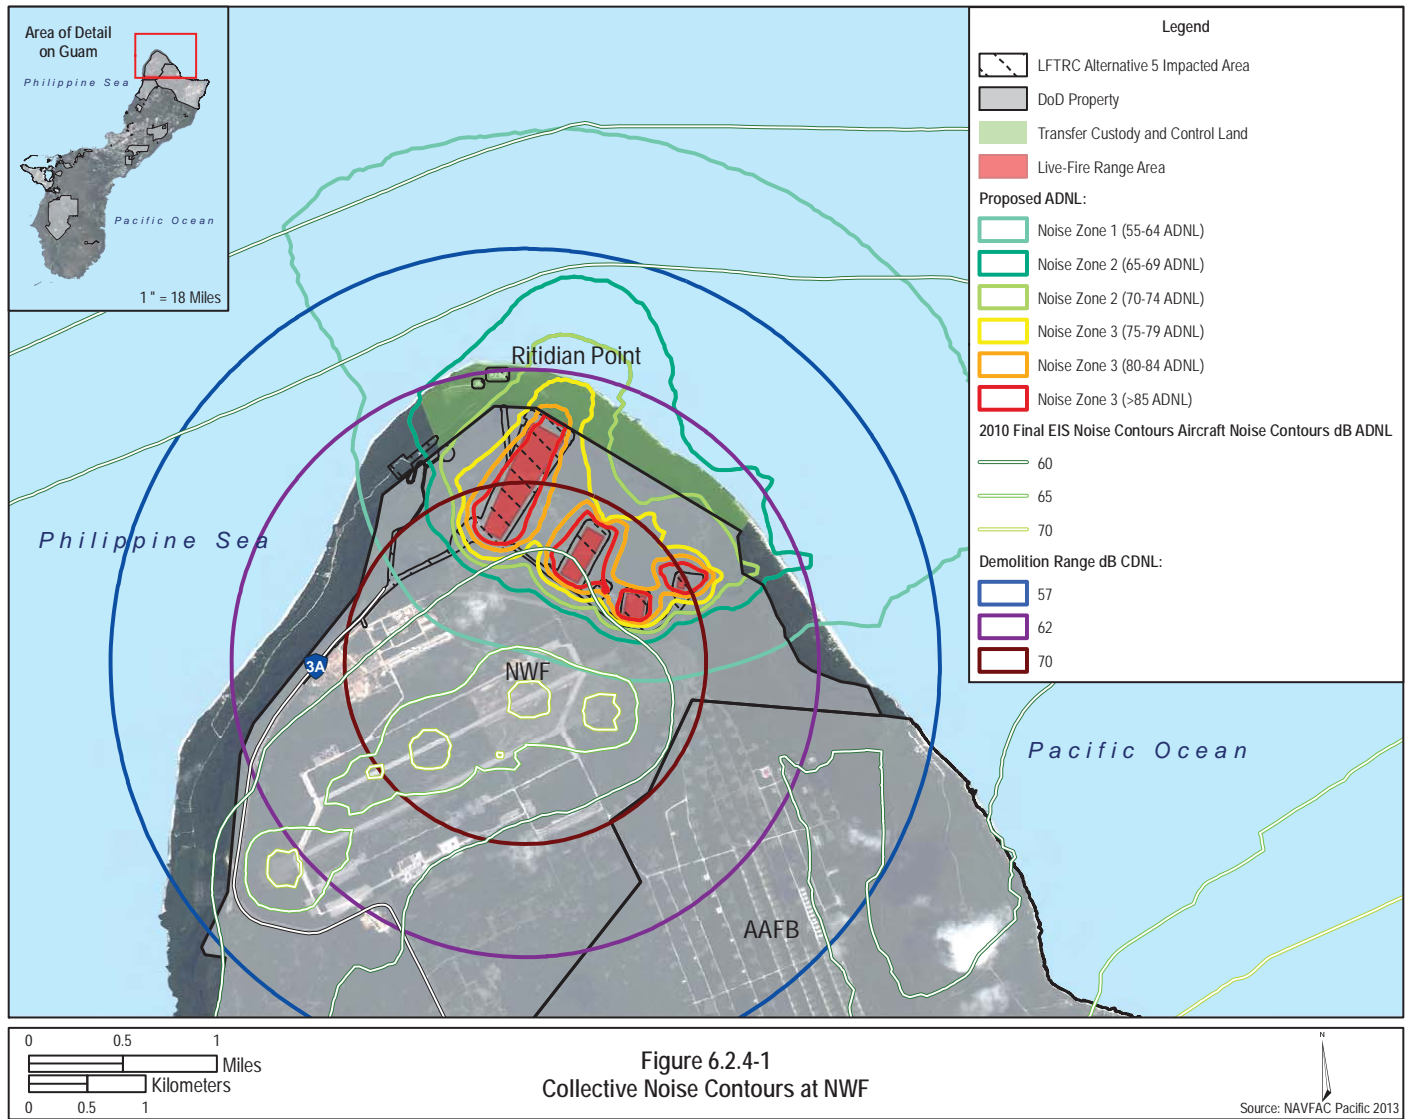 Area of Detail
on Guam
Philippine Sea
Pacific Ocean
1 " = 18 Miles
Legend
LFTRC Alternative 5 Impacted Area
DoD Property
Transfer Custody and Control Land
Live-Fire Range Area
Proposed ADNL:
Noise Zone 1 (55-64 ADNL)
Noise Zone 2 (65-69 ADNL)
Noise Zone 2 (70-74 ADNL)
Noise Zone 3 (75-79 ADNL)
Noise Zone 3 (80-84 ADNL)
Noise Zone 3 (>85 ADNL)
2010 Final EIS Noise Contours Aircraft Noise Contours dB ADNL
60
65
70
Demolition Range dB CDNL:
57
62
70
Ritidian Point
Philippine Sea
3A
NWF
Pacific Ocean
AAFB
0 0.5 1
Miles
Kilometers
0 0.5 1
Figure 6.2.4-1
Collective Noise Contours at NWF
N
Source: NAVFAC Pacific 2013